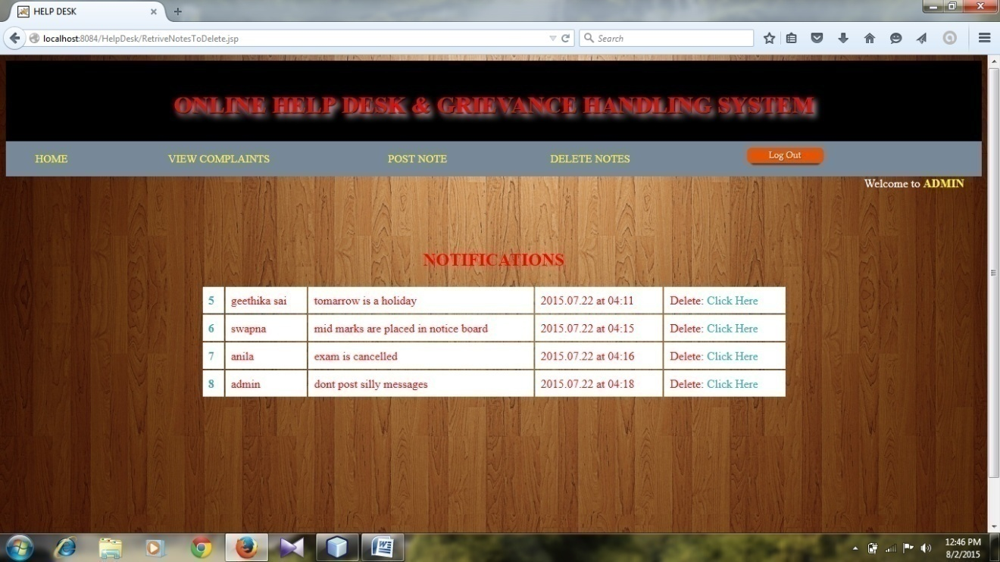 HELP DESK
localhost:8084/HelpDesk/RetriveNotesToDelete.jsp
Search
ONLINE HELP DESK & GRIEVANCE HANDLING SYSTEM
HOME VIEW COMPLAINTS POST NOTE DELETE NOTES Log Out
Welcome to ADMIN
NOTIFICATIONS
5 geethika sai tomarrow is a holiday 2015.07.22 at 04:11 Delete: Click Here
6 swapna mid marks are placed in notice board 2015.07.22 at 04:15 Delete: Click Here
7 anila exam is cancelled 2015.07.22 at 04:16 Delete: Click Here
8 admin dont post silly messages 2015.07.22 at 04:18 Delete: Click Here
12:46 PM
8/2/2015